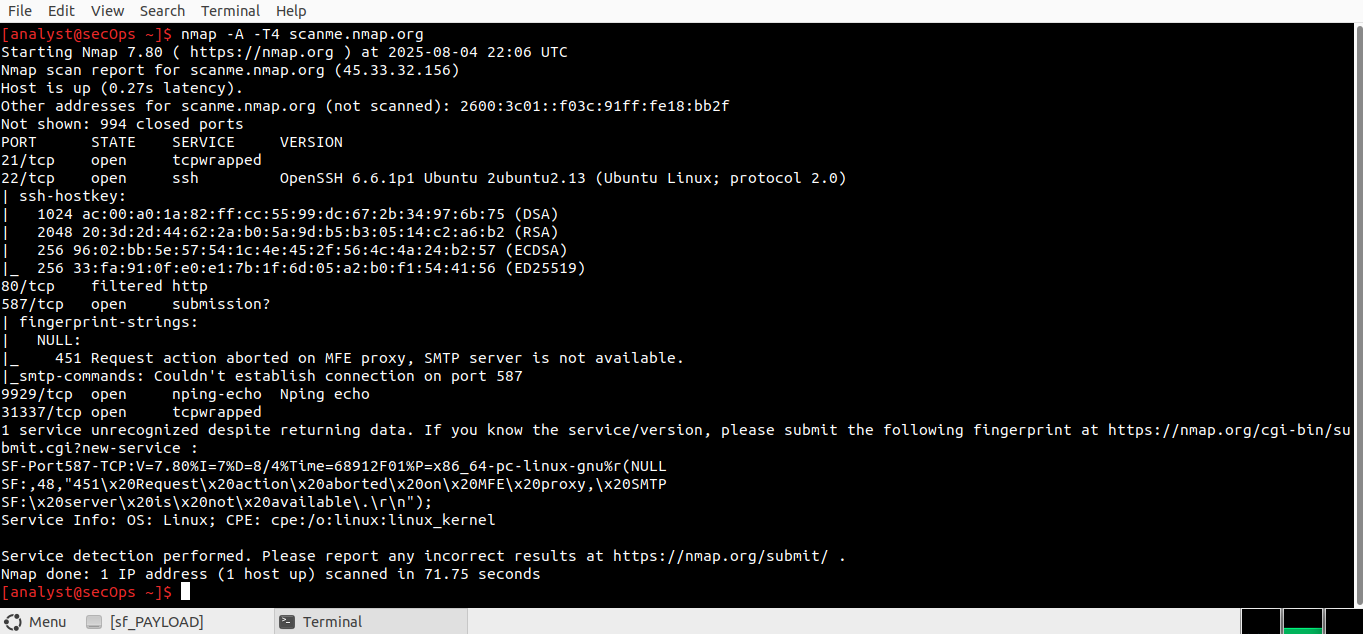 File Edit View Search Terminal Help
[analyst@secOps ~]$ nmap -A -T4 scanme.nmap.org
Starting Nmap 7.80 ( https://nmap.org ) at 2025-08-04 22:06 UTC
Nmap scan report for scanme.nmap.org (45.33.32.156)
Host is up (0.27s latency).
Other addresses for scanme.nmap.org (not scanned): 2600:3c01::f03c:91ff:fe18:bb2f
Not shown: 994 closed ports
PORT      STATE    SERVICE     VERSION
21/tcp    open     tcpwrapped
22/tcp    open     ssh         OpenSSH 6.6.1p1 Ubuntu 2ubuntu2.13 (Ubuntu Linux; protocol 2.0)
| ssh-hostkey:
|   1024 ac:00:a0:1a:82:ff:cc:55:99:dc:67:2b:34:97:6b:75 (DSA)
|   2048 20:3d:2d:44:62:2a:b0:5a:9d:b5:b3:05:14:c2:a6:b2 (RSA)
|   256 96:02:bb:5e:57:54:1c:4e:45:2f:56:4c:4a:24:b2:57 (ECDSA)
|_  256 33:fa:91:0f:e0:e1:7b:1f:6d:05:a2:b0:f1:54:41:56 (ED25519)
80/tcp    filtered http
587/tcp   open     submission?
| fingerprint-strings:
|   NULL:
|_    451 Request action aborted on MFE proxy, SMTP server is not available.
|_smtp-commands: Couldn't establish connection on port 587
9929/tcp  open     nping-echo  Nping echo
31337/tcp open     tcpwrapped
1 service unrecognized despite returning data. If you know the service/version, please submit the following fingerprint at https://nmap.org/cgi-bin/su
bmit.cgi?new-service :
SF-Port587-TCP:V=7.80%I=7%D=8/4%Time=68912F01%P=x86_64-pc-linux-gnu%r(NULL
SF:,48,"451\x20Request\x20action\x20aborted\x20on\x20MFE\x20proxy,\x20SMTP
SF:\x20server\x20is\x20not\x20available\.\r\n");
Service Info: OS: Linux; CPE: cpe:/o:linux:linux_kernel
Service detection performed. Please report any incorrect results at https://nmap.org/submit/ .
Nmap done: 1 IP address (1 host up) scanned in 71.75 seconds
[analyst@secOps ~]$
Menu [sf_PAYLOAD] Terminal